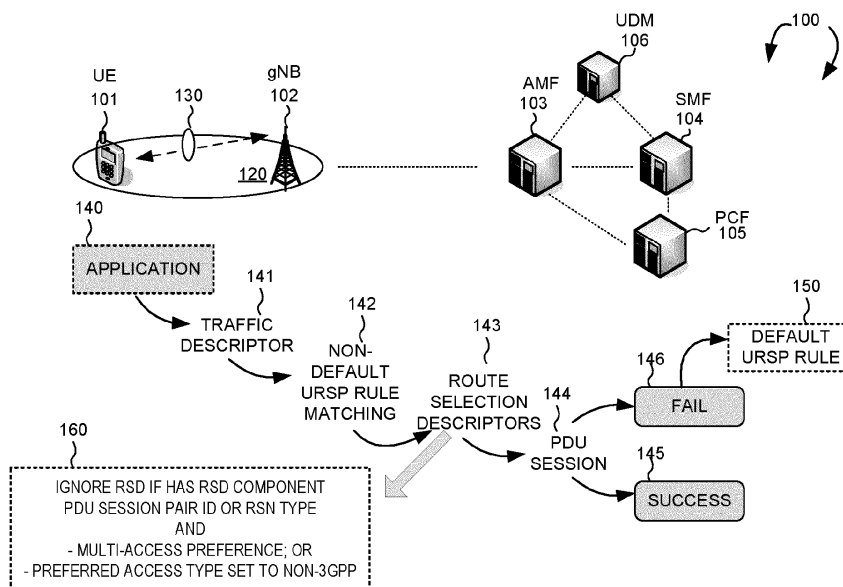 100
UDM
106
gNB
102
UE
101
130
AMF
103
SMF
104
120
PCF
105
140
APPLICATION
141
TRAFFIC
DESCRIPTOR
142
NON-
DEFAULT
URSP RULE
MATCHING
143
ROUTE
SELECTION
DESCRIPTORS
144
PDU
SESSION
146
FAIL
150
DEFAULT
URSP RULE
145
SUCCESS
160
IGNORE RSD IF HAS RSD COMPONENT
PDU SESSION PAIR ID OR RSN TYPE
AND
- MULTI-ACCESS PREFERENCE; OR
- PREFERRED ACCESS TYPE SET TO NON-3GPP